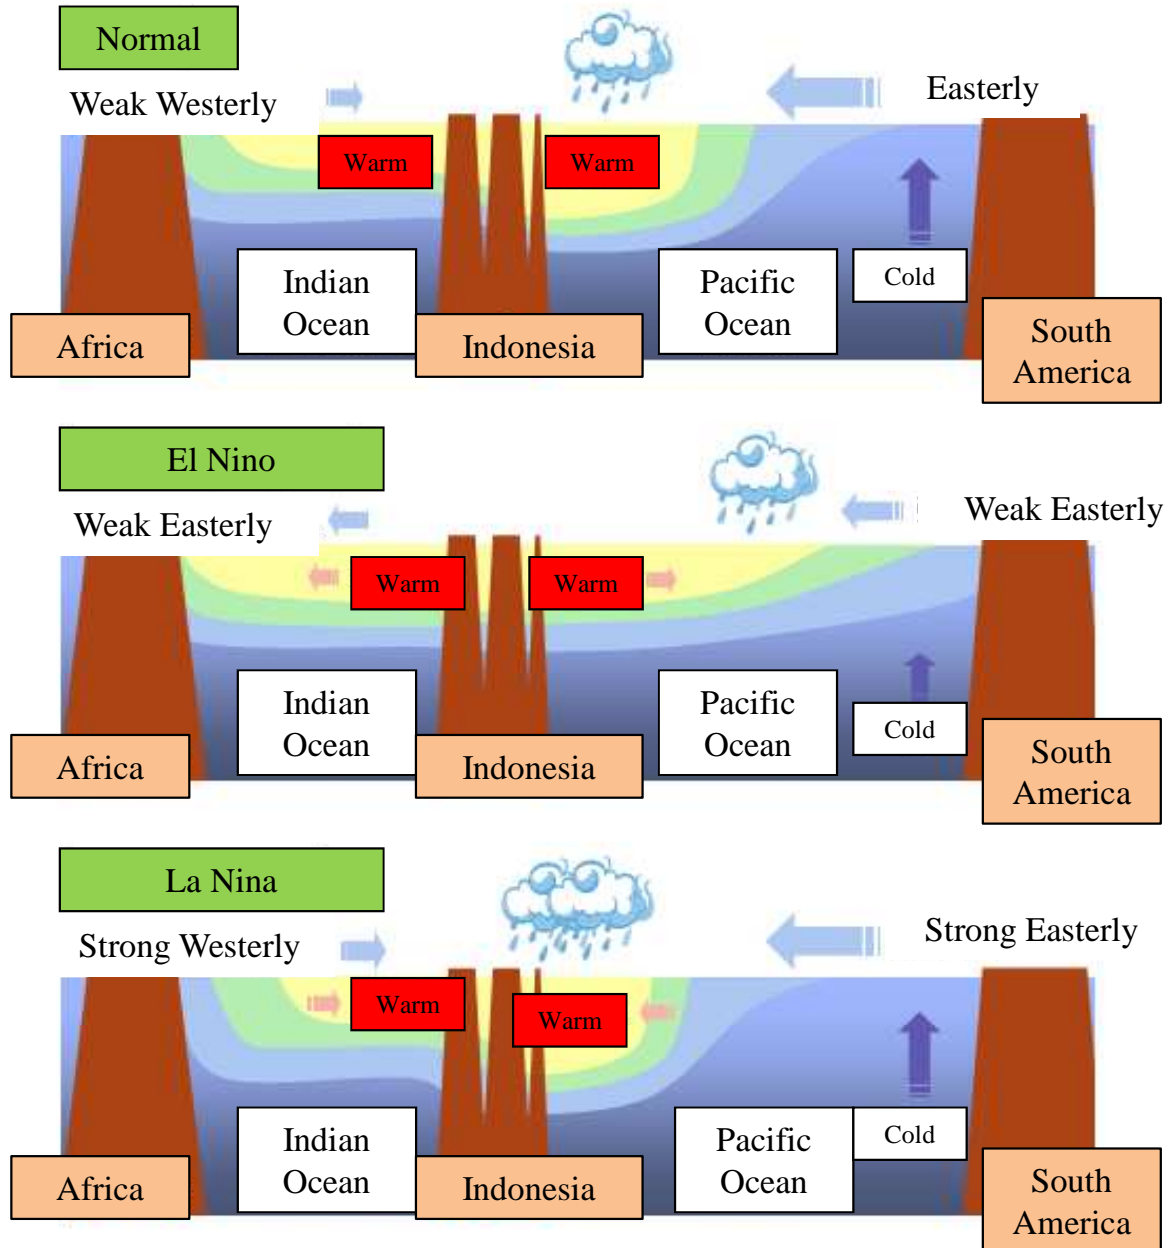 Normal
Weak Westerly
Easterly
Warm
Warm
Indian
Ocean
Pacific
Ocean
Cold
Africa
Indonesia
South
America
El Nino
Weak Easterly
Weak Easterly
Warm
Warm
Indian
Ocean
Pacific
Ocean
Cold
Africa
Indonesia
South
America
La Nina
Strong Westerly
Strong Easterly
Warm
Warm
Indian
Ocean
Pacific
Ocean
Cold
Africa
Indonesia
South
America